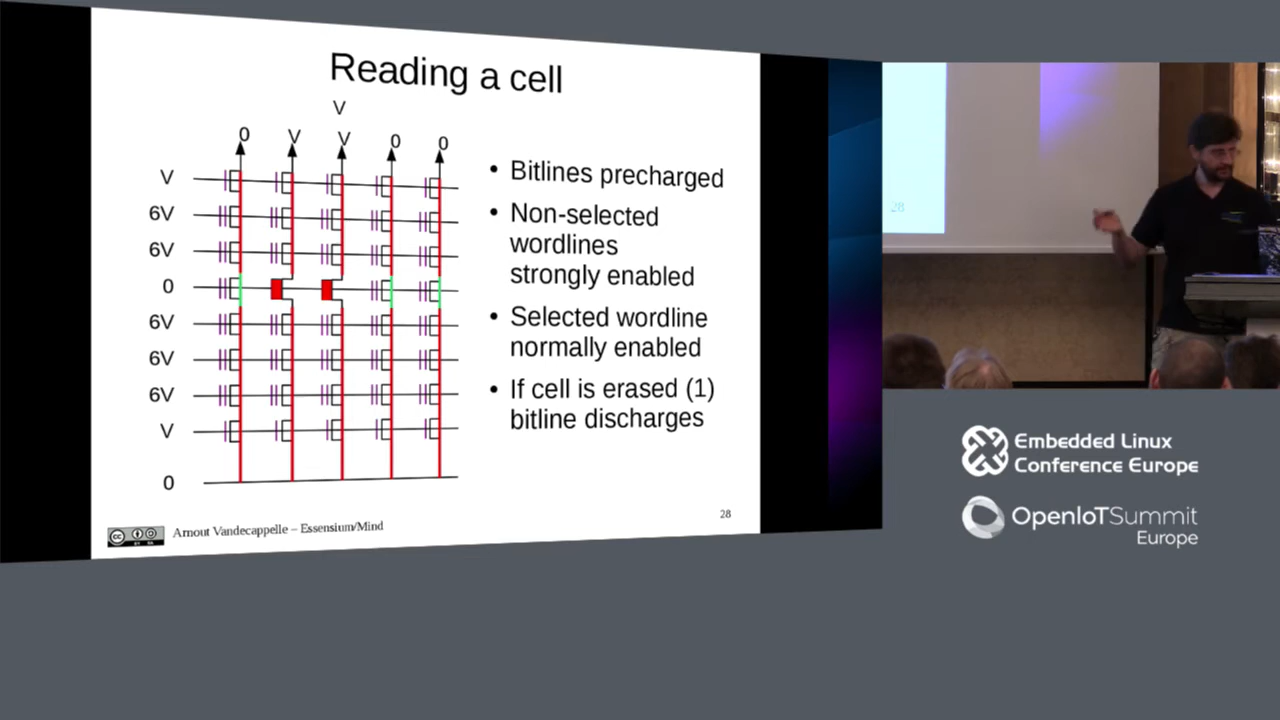 Reading a cell
V
0 V V 0 0
V
6V
6V
0
6V
6V
6V
V
0
• Bitlines precharged
• Non-selected
wordlines
strongly enabled
• Selected wordline
normally enabled
• If cell is erased (1)
bitline discharges
Arnout Vandecappelle – Essensium/Mind
28
28
Embedded Linux
Conference Europe
OpenIoTSummit
Europe